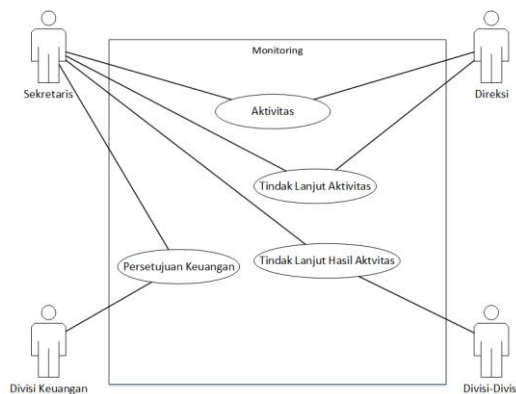 Monitoring
Sekretaris
Direksi
Aktivitas
Tindak Lanjut Aktivitas
Persetujuan Keuangan
Tindak Lanjut Hasil Aktvitas
Divisi Keuangan
Divisi-Divis